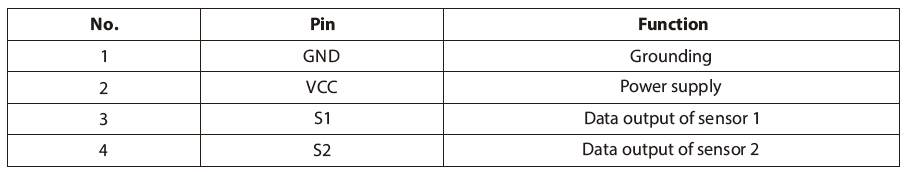 No. Pin Function
1 GND Grounding
2 VCC Power supply
3 S1 Data output of sensor 1
4 S2 Data output of sensor 2